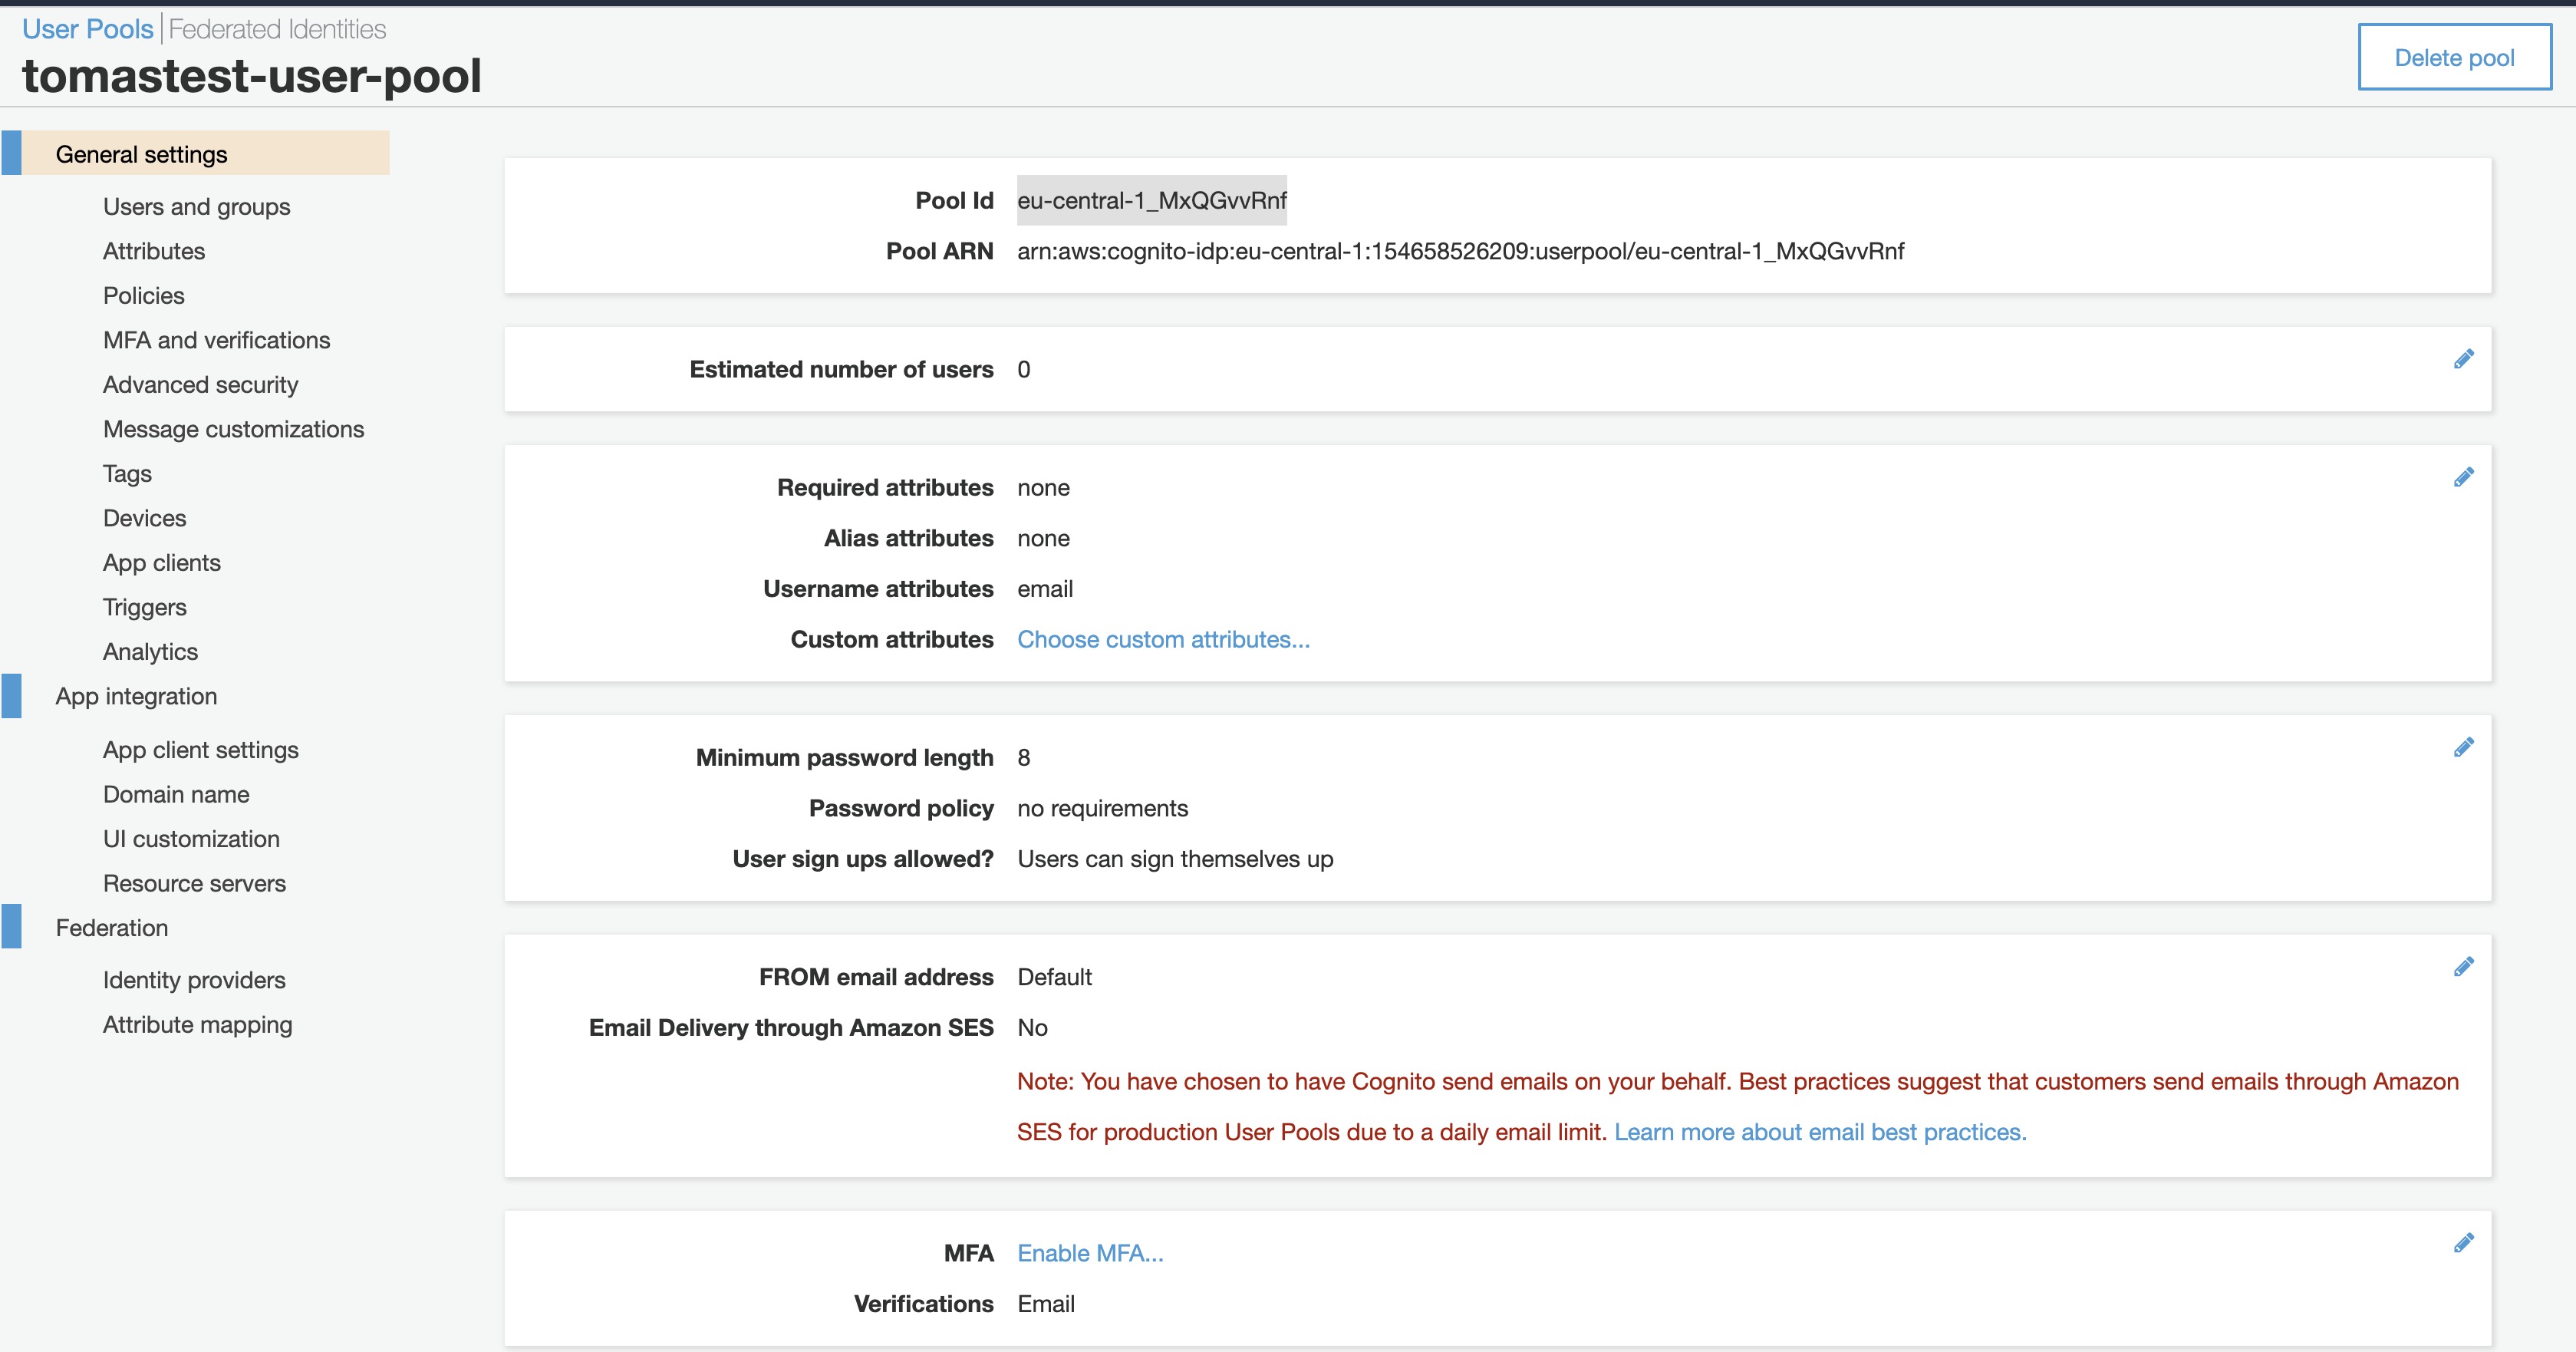 User Pools | Federated Identities
tomastest-user-pool
Delete pool
General settings
Users and groups
Attributes
Policies
MFA and verifications
Advanced security
Message customizations
Tags
Devices
App clients
Triggers
Analytics
App integration
App client settings
Domain name
UI customization
Resource servers
Federation
Identity providers
Attribute mapping
Pool Id eu-central-1_MxQGvvRnf
Pool ARN arn:aws:cognito-idp:eu-central-1:154658526209:userpool/eu-central-1_MxQGvvRnf
Estimated number of users 0
Required attributes none
Alias attributes none
Username attributes email
Custom attributes Choose custom attributes...
Minimum password length 8
Password policy no requirements
User sign ups allowed? Users can sign themselves up
FROM email address Default
Email Delivery through Amazon SES No
Note: You have chosen to have Cognito send emails on your behalf. Best practices suggest that customers send emails through Amazon
SES for production User Pools due to a daily email limit. Learn more about email best practices.
MFA Enable MFA...
Verifications Email